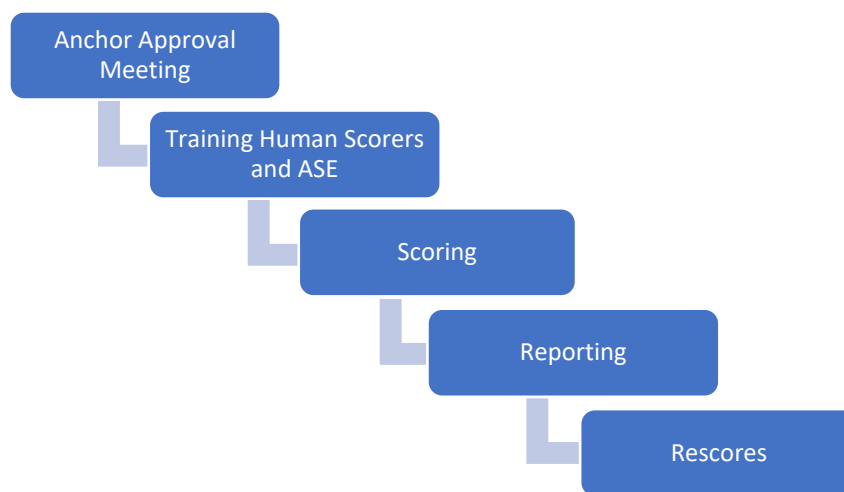 Anchor Approval
Meeting
Training Human Scorers
and ASE
Scoring
Reporting
Rescores